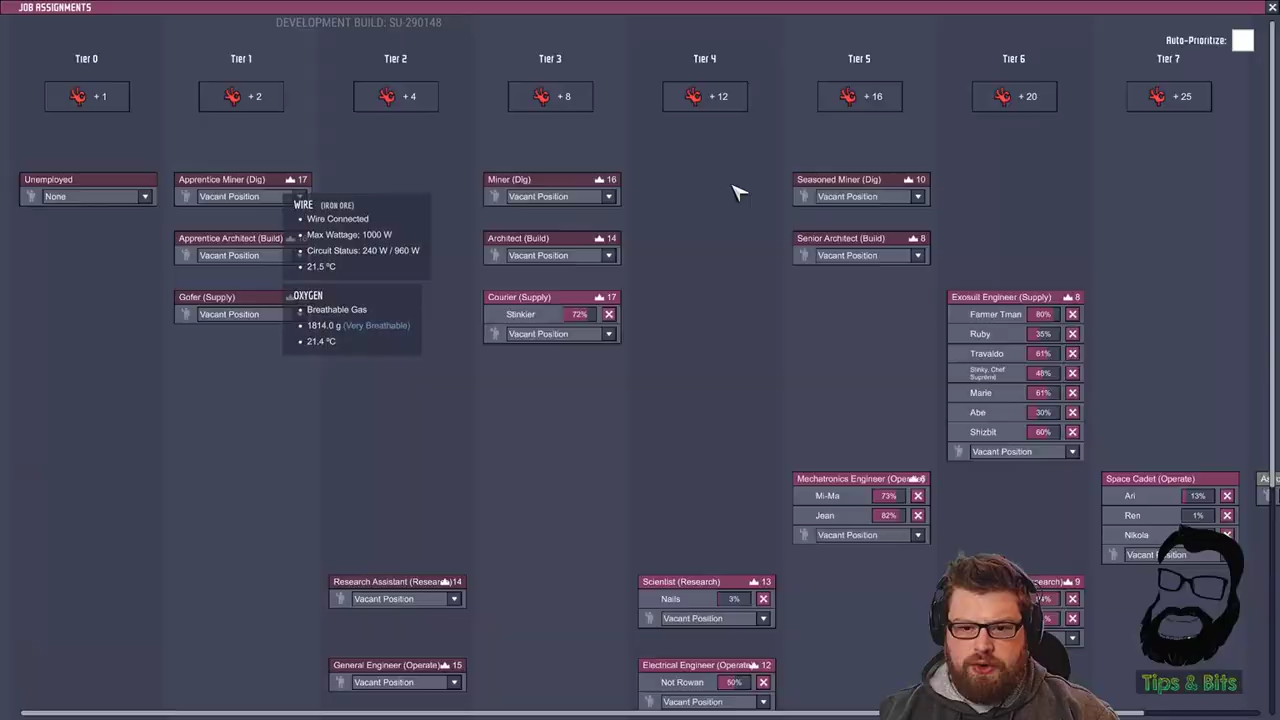 JOB ASSIGNMENTS
DEVELOPMENT BUILD: SU-290148
Auto-Prioritize:
Tier 0
Tier 1
Tier 2
Tier 3
Tier 4
Tier 5
Tier 6
Tier 7
+ 1
+ 2
+ 4
+ 8
+ 12
+ 16
+ 20
+ 25
Unemployed
None
Apprentice Miner (Dig) 17
Vacant Position
Apprentice Architect (Build)
Vacant Position
Gofer (Supply)
Vacant Position
WIRE (IRON ORE)
• Wire Connected
• Max Wattage: 1000 W
• Circuit Status: 240 W / 960 W
• 21.5 ºC
OXYGEN
• Breathable Gas
• 1814.0 g (Very Breathable)
• 21.4 ºC
Research Assistant (Research) 14
Vacant Position
General Engineer (Operate) 15
Vacant Position
Miner (Dig) 16
Vacant Position
Architect (Build) 14
Vacant Position
Courier (Supply) 17
Stinkier 72%
Vacant Position
Scientist (Research) 13
Nails 3%
Vacant Position
Electrical Engineer (Operate) 12
Not Rowan 50%
Vacant Position
Seasoned Miner (Dig) 10
Vacant Position
Senior Architect (Build) 8
Vacant Position
Mechatronics Engineer (Operate)
Mi-Ma 73%
Jean 82%
Vacant Position
Exosuit Engineer (Supply) 8
Farmer Tman 80%
Ruby 35%
Travaldo 61%
Stinky, Chef Supreme 48%
Marie 61%
Abe 30%
Shizbit 60%
Vacant Position
Space Cadet (Operate)
Ari 13%
Ren 1%
Nikola
Vacant Position
9
Tips & Bits